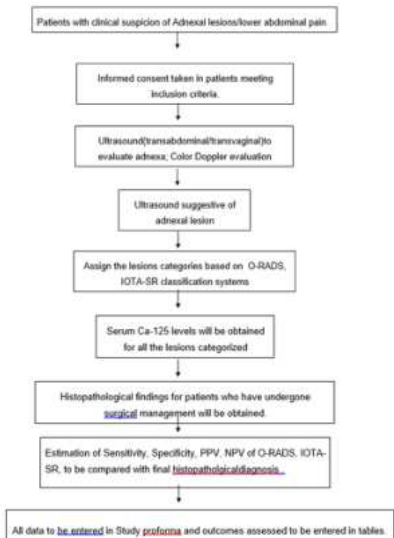 Patients with clinical suspicion of Adnexal lesions/lower abdominal pain
Informed consent taken in patients meeting
inclusion criteria.
Ultrasound(transabdominal/transvaginal)to
evaluate adnexa; Color Doppler evaluation
Ultrasound suggestive of
adnexal lesion
Assign the lesions categories based on O-RADS,
IOTA-SR classification systems
Serum Ca-125 levels will be obtained
for all the lesions categorized
Histopathological findings for patients who have undergone
surgical management will be obtained.
Estimation of Sensitivity, Specificity, PPV, NPV of O-RADS, IOTA-
SR, to be compared with final histopatholgicaldiagnosis
All data to be entered in Study proforma and outcomes assessed to be entered in tables.